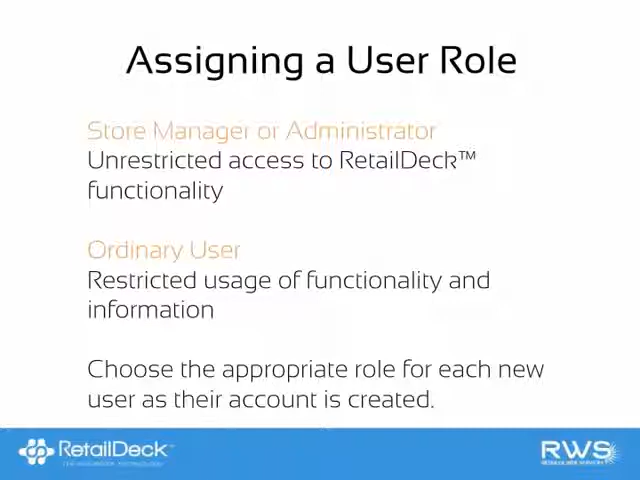 Assigning a User Role
Store Manager or Administrator
Unrestricted access to RetailDeck™
functionality
Ordinary User
Restricted usage of functionality and
information
Choose the appropriate role for each new
user as their account is created.
RetailDeck™
RWS